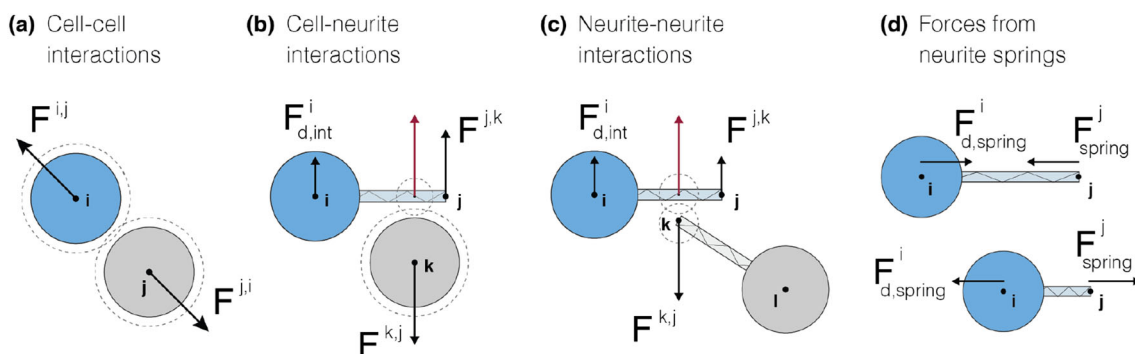 (a) Cell-cell
interactions
(b) Cell-neurite
interactions
(c) Neurite-neurite
interactions
(d) Forces from
neurite springs
F i,j
i
j
F j,i
F i d,int
F j,k
i
j
k
F k,j
F i d,int
F j,k
i
j
k
l
F k,j
F i d,spring
F j spring
i
j
F i d,spring
F j spring
i
j